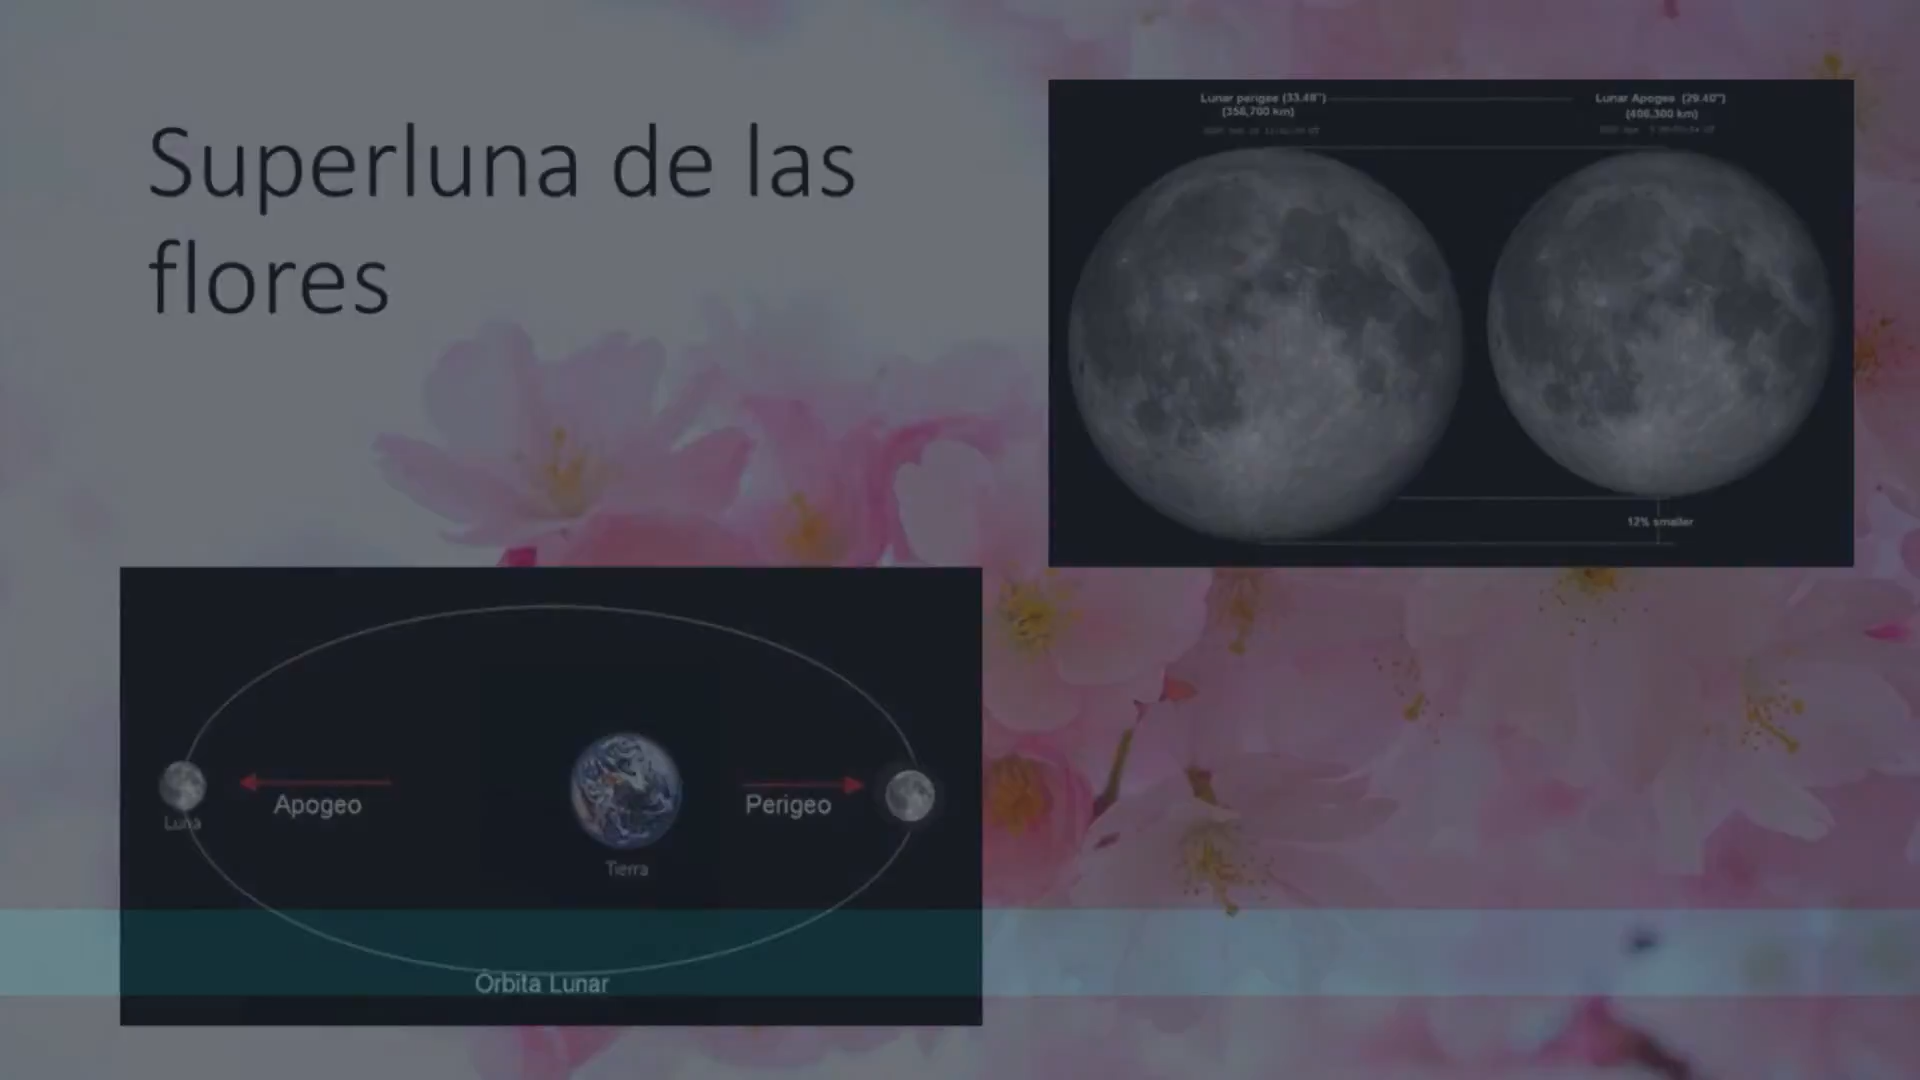 Superluna de las
flores
Lunar perigee (33.48")
(356,700 km)
Lunar Apogee (29.40")
(406,300 km)
12% smaller
Apogeo
Luna
Perigeo
Tierra
Órbita Lunar